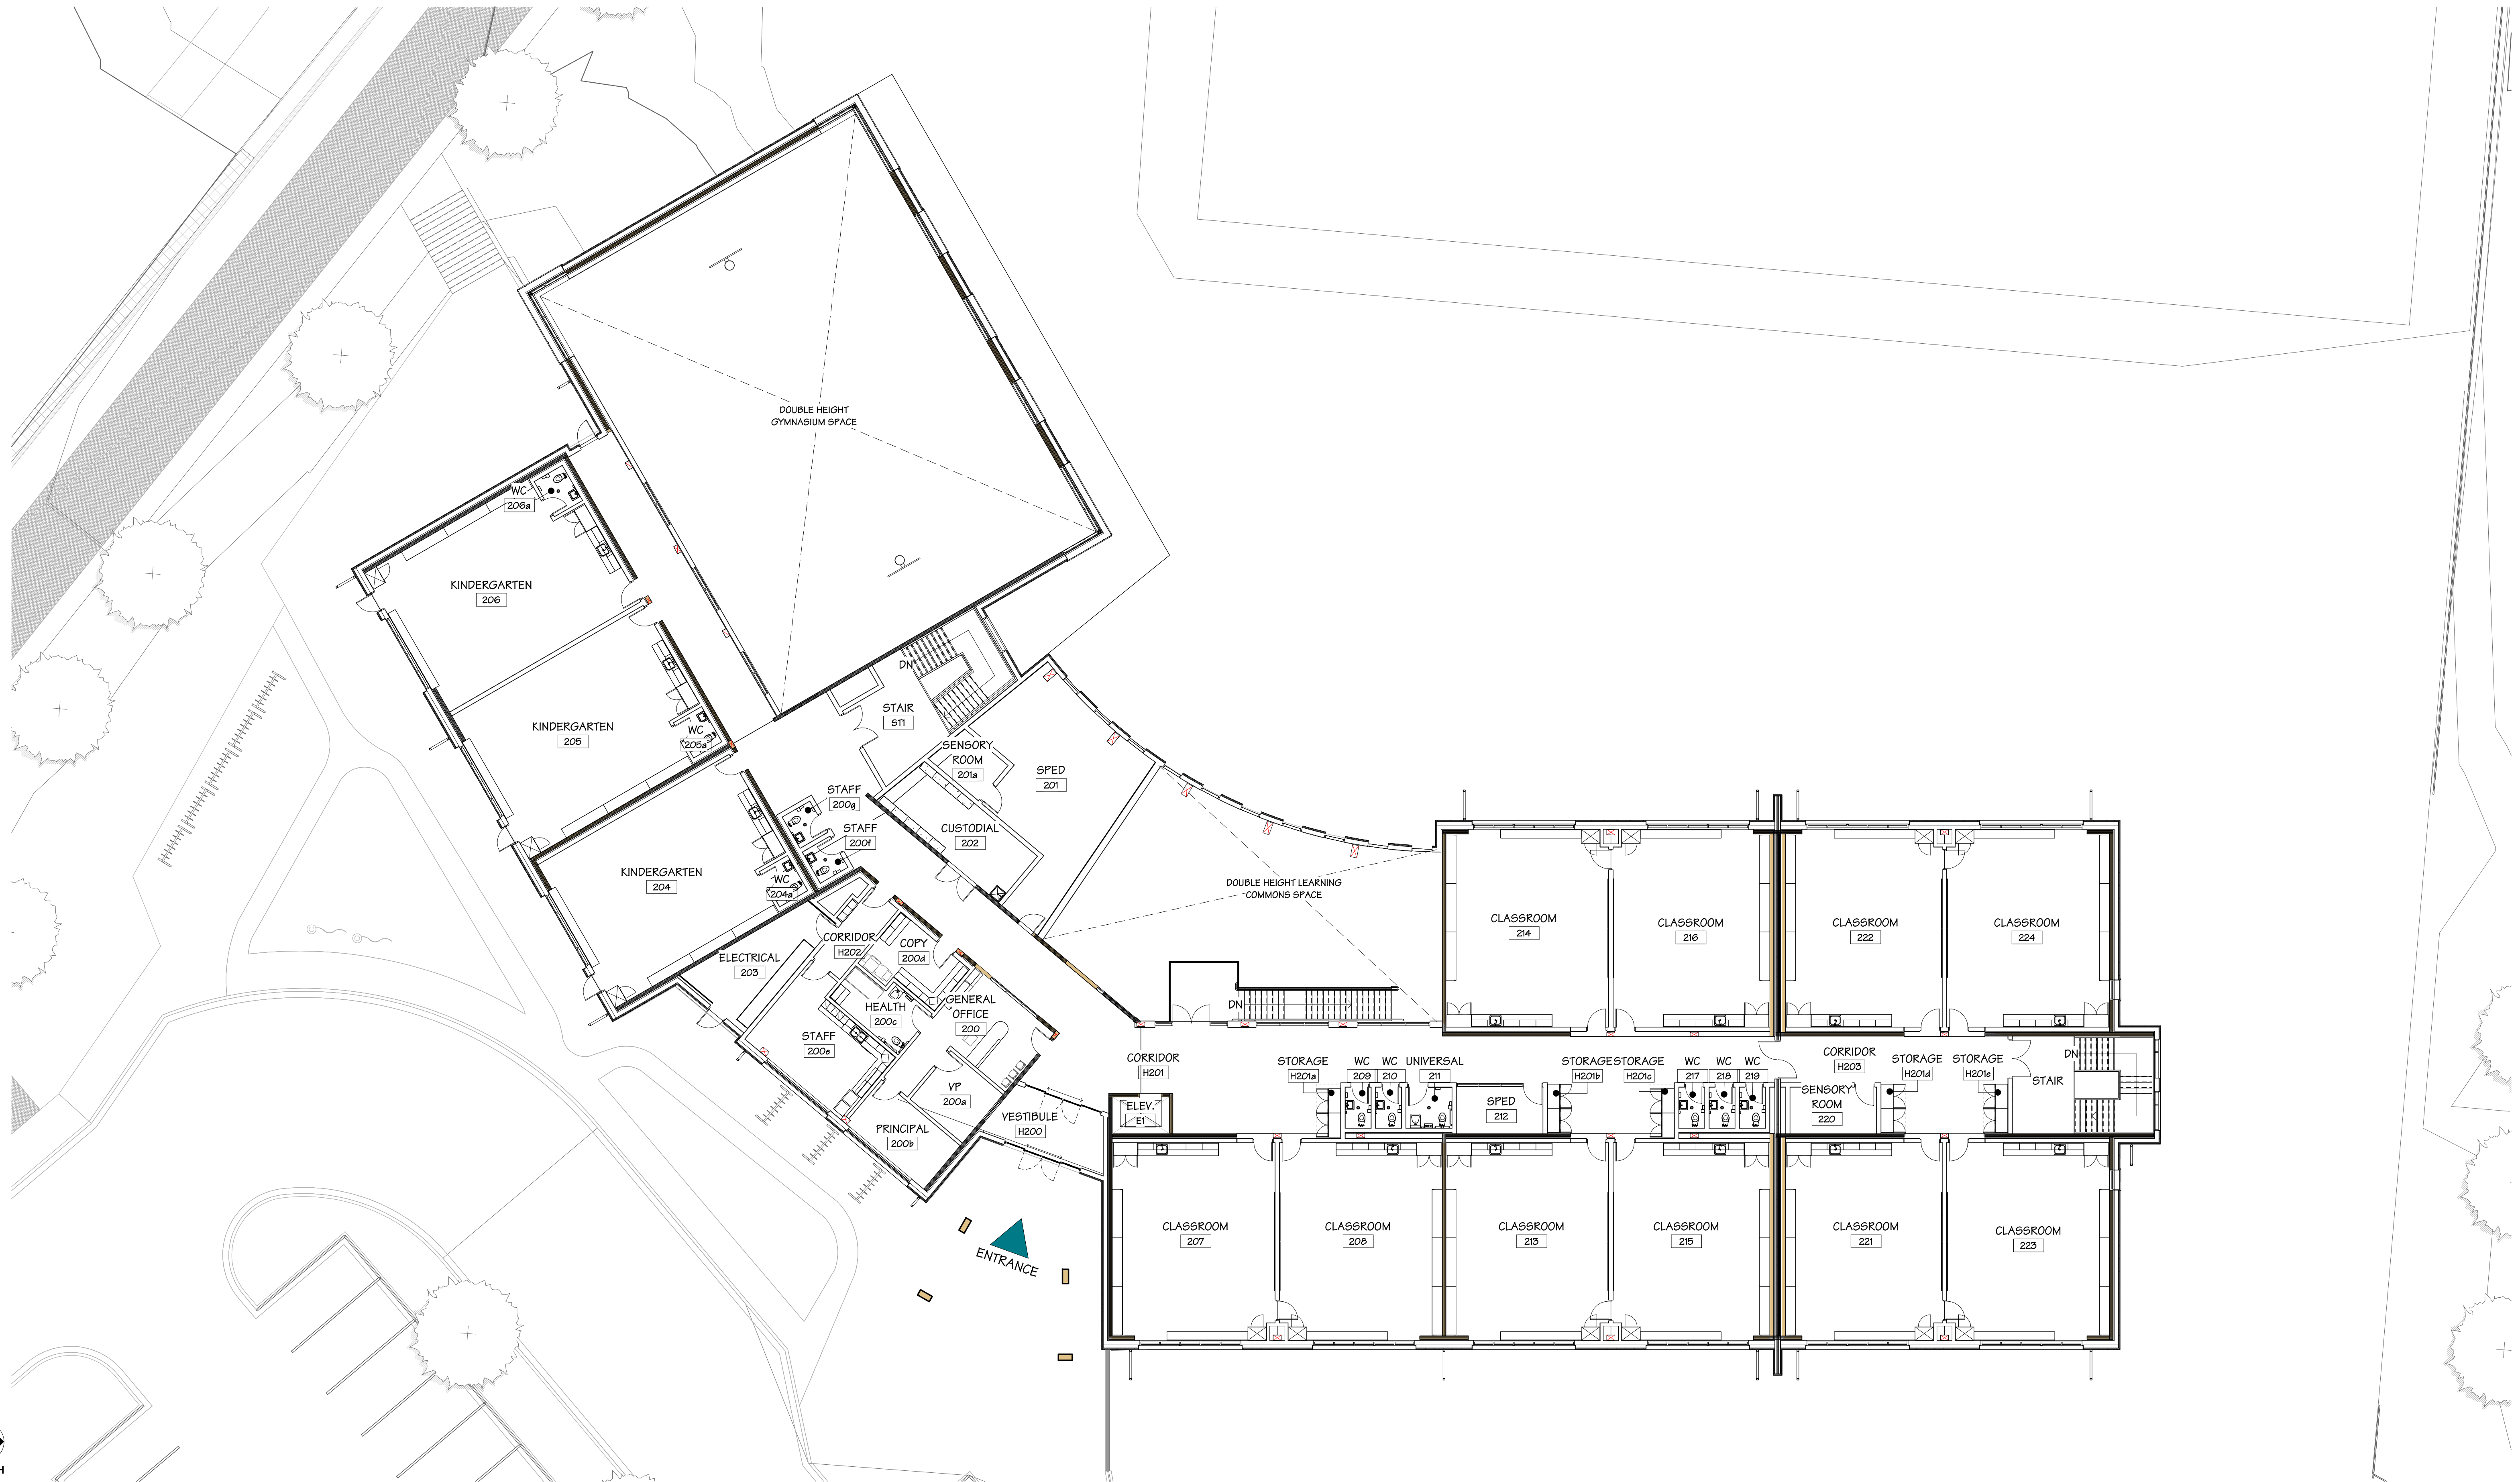 DOUBLE HEIGHT
GYMNASIUM SPACE
WC
206a
KINDERGARTEN
206
KINDERGARTEN
205
WC
205a
DN
STAIR
ST1
SENSORY
ROOM
201a
SPED
201
STAFF
200g
STAFF
200f
CUSTODIAL
202
KINDERGARTEN
204
WC
204a
DOUBLE HEIGHT LEARNING
COMMONS SPACE
CORRIDOR
H202
COPY
200d
ELECTRICAL
203
HEALTH
200c
GENERAL
OFFICE
200
STAFF
200e
VP
200a
PRINCIPAL
200b
VESTIBULE
H200
ENTRANCE
DN
CLASSROOM
214
CLASSROOM
216
CLASSROOM
222
CLASSROOM
224
CORRIDOR
H201
ELEV.
E1
STORAGE
H201a
WC
209
WC
210
UNIVERSAL
211
SPED
212
STORAGE
H201b
STORAGE
H201c
WC
217
WC
218
WC
219
CORRIDOR
H203
SENSORY
ROOM
220
STORAGE
H201d
STORAGE
H201e
STAIR
DN
CLASSROOM
207
CLASSROOM
208
CLASSROOM
213
CLASSROOM
215
CLASSROOM
221
CLASSROOM
223